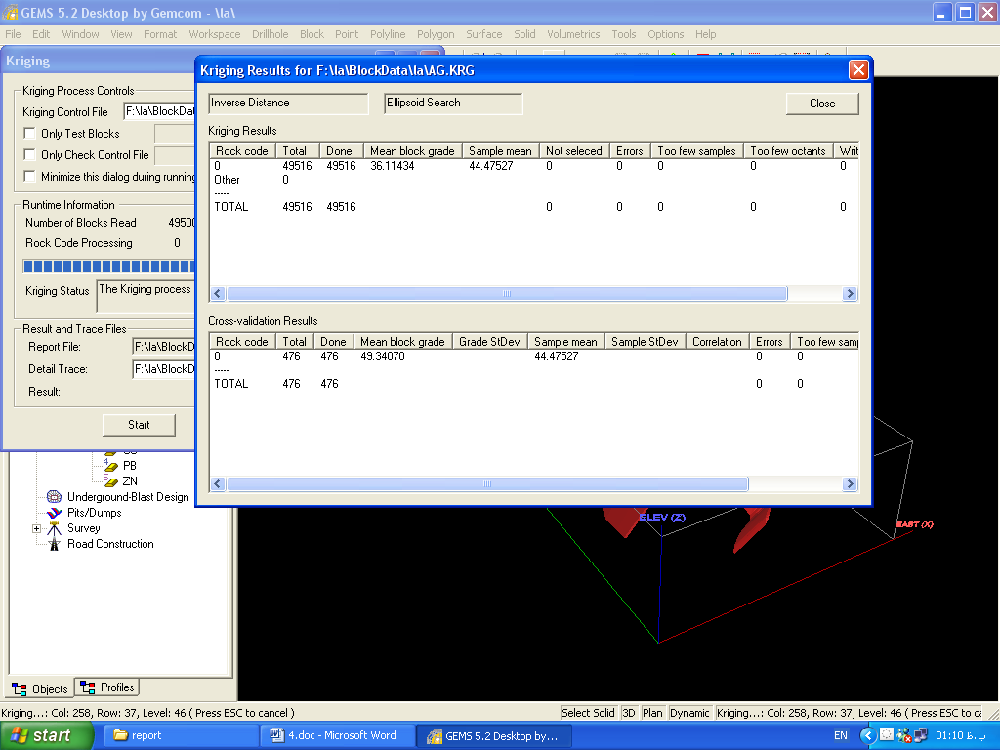 GEMS 5.2 Desktop by Gemcom - \la\
File Edit Window View Format Workspace Drillhole Block Point Polyline Polygon Surface Solid Volumetrics Tools Options Help
Kriging
Kriging Process Controls
Kriging Control File F:\la\BlockDat
Only Test Blocks
Only Check Control File
Minimize this dialog during running
Runtime Information
Number of Blocks Read 49500
Rock Code Processing 0
Kriging Status The Kriging process
Result and Trace Files
Report File: F:\la\BlockD
Detail Trace: F:\la\BlockD
Result:
Start
Kriging Results for F:\la\BlockData\la\AG.KRG
Inverse Distance Ellipsoid Search Close
Kriging Results
Rock code Total Done Mean block grade Sample mean Not seleced Errors Too few samples Too few octants Writ
0 49516 49516 36.11434 44.47527 0 0 0 0 0
Other 0
-----
TOTAL 49516 49516 0 0 0 0 0
Cross-validation Results
Rock code Total Done Mean block grade Grade StDev Sample mean Sample StDev Correlation Errors Too few samp
0 476 476 49.34070 44.47527 0 0
-----
TOTAL 476 476 0 0
4 PB
5 ZN
Underground-Blast Design
Pits/Dumps
Survey
Road Construction
ELEV (Z)
EAST (X)
Objects Profiles
Kriging...: Col: 258, Row: 37, Level: 46 ( Press ESC to cancel ) Select Solid 3D Plan Dynamic Kriging...: Col: 258, Row: 37, Level: 46 ( Press ESC to ca
start report 4.doc - Microsoft Word GEMS 5.2 Desktop by... EN 01:10 ب.ظ